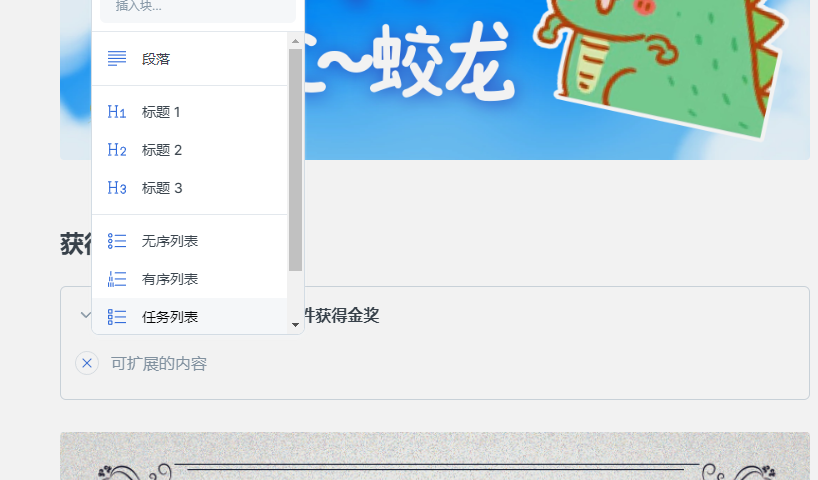 插入块...
段落
~蛟龙
H1 标题 1
H2 标题 2
H3 标题 3
无序列表
获得
有序列表
任务列表
件获得金奖
可扩展的内容